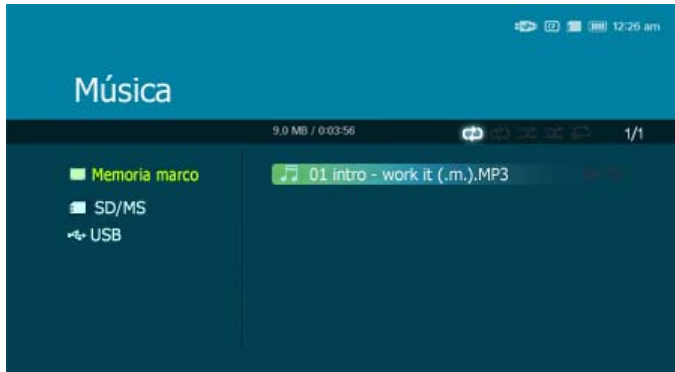 12:26 am
Música
9,0 MB / 0:03:56
1/1
Memoria marco
01 intro - work it (.m.).MP3
SD/MS
USB